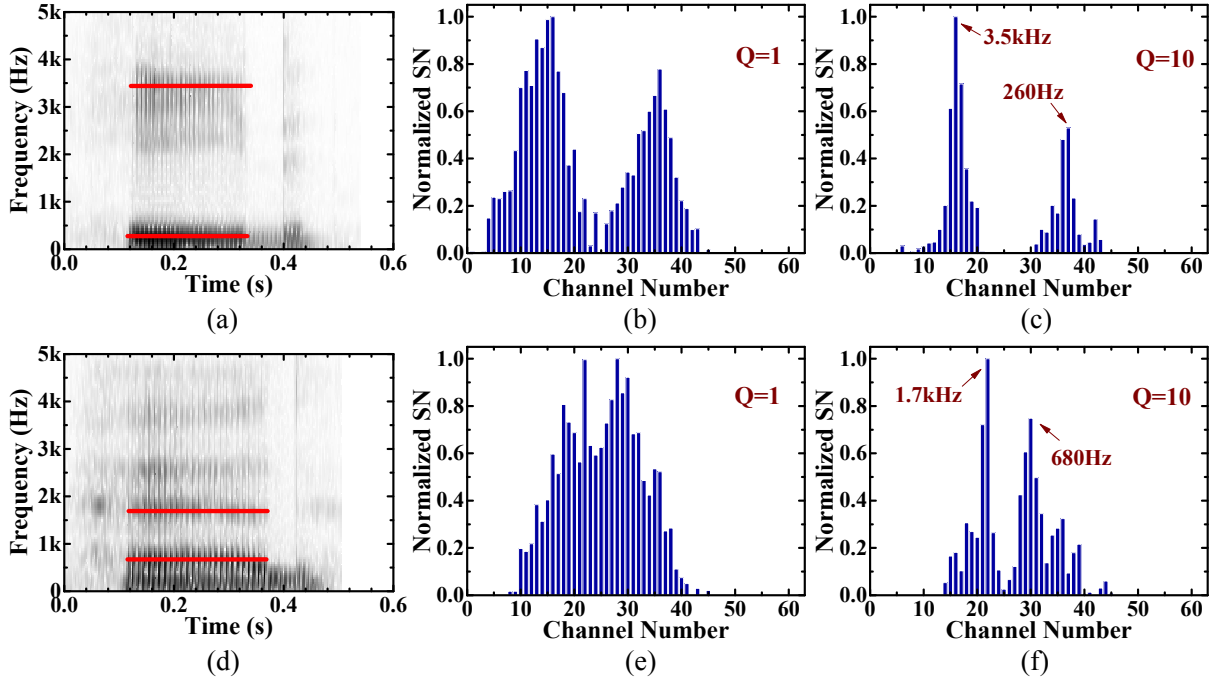 5k
4k
3k
2k
1k
0
Frequency (Hz)
0.0 0.2 0.4 0.6
Time (s)
(a)
1.0
0.8
0.6
0.4
0.2
0.0
Normalized SN
Q=1
0 10 20 30 40 50 60
Channel Number
(b)
1.0
0.8
0.6
0.4
0.2
0.0
Normalized SN
3.5kHz
Q=10
260Hz
0 10 20 30 40 50 60
Channel Number
(c)
5k
4k
3k
2k
1k
0
Frequency (Hz)
0.0 0.2 0.4 0.6
Time (s)
(d)
1.0
0.8
0.6
0.4
0.2
0.0
Normalized SN
Q=1
0 10 20 30 40 50 60
Channel Number
(e)
1.0
0.8
0.6
0.4
0.2
0.0
Normalized SN
1.7kHz
Q=10
680Hz
0 10 20 30 40 50 60
Channel Number
(f)